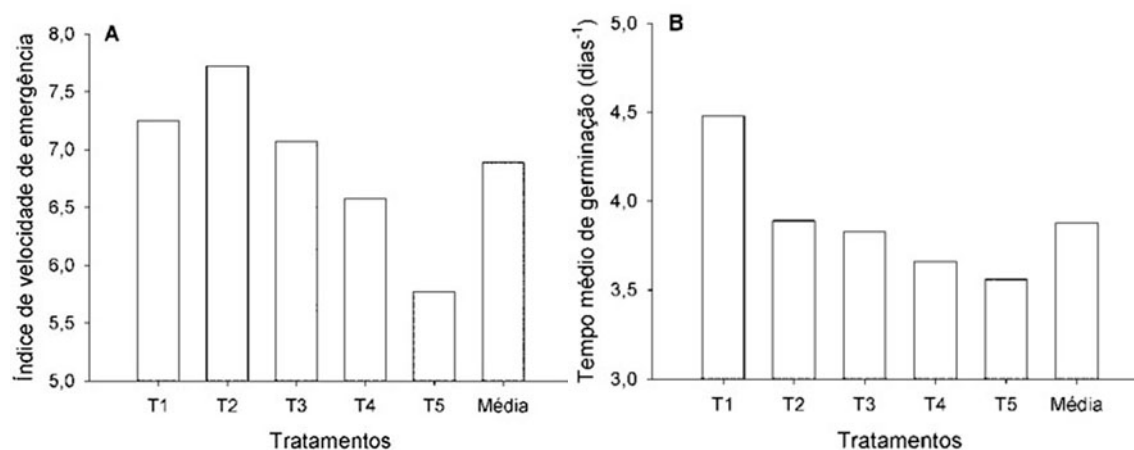 A
Índice de velocidade de emergência
8,0
7,5
7,0
6,5
6,0
5,5
5,0
T1 T2 T3 T4 T5 Média
Tratamentos
B
Tempo médio de germinação (dias⁻¹)
5,0
4,5
4,0
3,5
3,0
T1 T2 T3 T4 T5 Média
Tratamentos